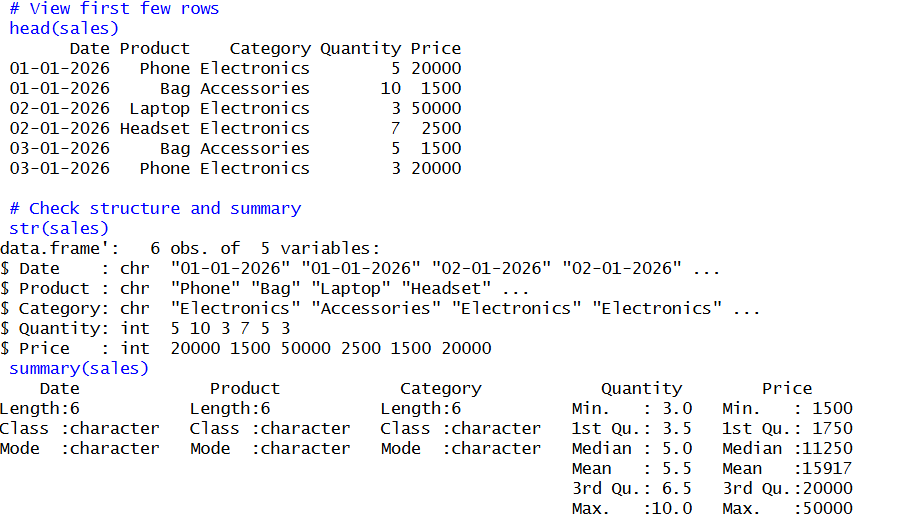 # View first few rows
head(sales)
Date Product Category Quantity Price
01-01-2026 Phone Electronics 5 20000
01-01-2026 Bag Accessories 10 1500
02-01-2026 Laptop Electronics 3 50000
02-01-2026 Headset Electronics 7 2500
03-01-2026 Bag Accessories 5 1500
03-01-2026 Phone Electronics 3 20000
# Check structure and summary
str(sales)
data.frame': 6 obs. of 5 variables:
$ Date : chr "01-01-2026" "01-01-2026" "02-01-2026" "02-01-2026" ...
$ Product : chr "Phone" "Bag" "Laptop" "Headset" ...
$ Category: chr "Electronics" "Accessories" "Electronics" "Electronics" ...
$ Quantity: int 5 10 3 7 5 3
$ Price : int 20000 1500 50000 2500 1500 20000
summary(sales)
Date Product Category Quantity Price
Length:6 Length:6 Length:6 Min. : 3.0 Min. : 1500
Class :character Class :character Class :character 1st Qu.: 3.5 1st Qu.: 1750
Mode :character Mode :character Mode :character Median : 5.0 Median :11250
Mean : 5.5 Mean :15917
3rd Qu.: 6.5 3rd Qu.:20000
Max. :10.0 Max. :50000